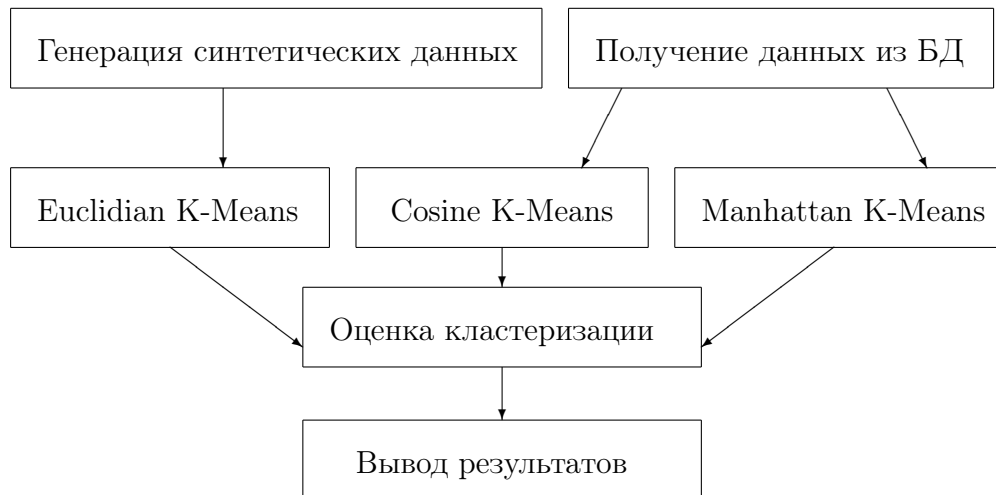 Генерация синтетических данных
Получение данных из БД
Euclidian K-Means
Cosine K-Means
Manhattan K-Means
Оценка кластеризации
Вывод результатов